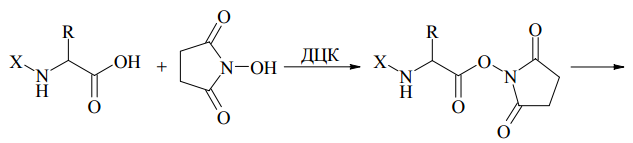 O
R R O
ДЦК
X OH X O
N + N OH N N
H H
O O O
O